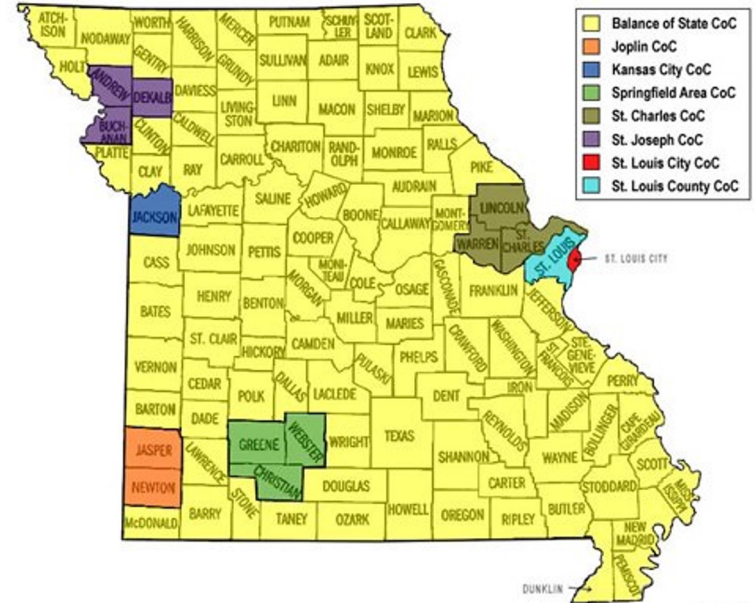 Balance of State CoC
Joplin CoC
Kansas City CoC
Springfield Area CoC
St. Charles CoC
St. Joseph CoC
St. Louis City CoC
St. Louis County CoC
ATCH-
ISON
NODAWAY
WORTH
GENTRY
HARRISON
MERCER
PUTNAM
SCHUY-
LER
SCOT-
LAND
CLARK
HOLT
ANDREW
DEKALB
DAVIESS
GRUNDY
SULLIVAN
ADAIR
KNOX
LEWIS
BUCH-
ANAN
CLINTON
CALDWELL
LIVING-
STON
LINN
MACON
SHELBY
MARION
PLATTE
CLAY
RAY
CARROLL
CHARITON
RAND-
OLPH
MONROE
RALLS
PIKE
JACKSON
LAFAYETTE
SALINE
HOWARD
BOONE
AUDRAIN
CALLAWAY
MONT-
GOMERY
LINCOLN
WARREN
ST.
CHARLES
ST. LOUIS
ST. LOUIS CITY
CASS
JOHNSON
PETTIS
COOPER
MONI-
TEAU
COLE
OSAGE
GASCONADE
FRANKLIN
JEFFERSON
BATES
HENRY
BENTON
MORGAN
MILLER
MARIES
ST. CLAIR
HICKORY
CAMDEN
PULASKI
PHELPS
CRAWFORD
WASHINGTON
ST.
FRANCOIS
STE.
GENE-
VIEVE
PERRY
VERNON
CEDAR
POLK
DALLAS
LACLEDE
DENT
IRON
MADISON
BOLLINGER
CAPE
GIRARDEAU
BARTON
DADE
GREENE
WEBSTER
WRIGHT
TEXAS
REYNOLDS
SHANNON
WAYNE
SCOTT
JASPER
LAWRENCE
CHRISTIAN
DOUGLAS
CARTER
STODDARD
MISS-
ISSIPPI
NEWTON
McDONALD
BARRY
STONE
TANEY
OZARK
HOWELL
OREGON
RIPLEY
BUTLER
NEW
MADRID
PEMISCOT
DUNKLIN